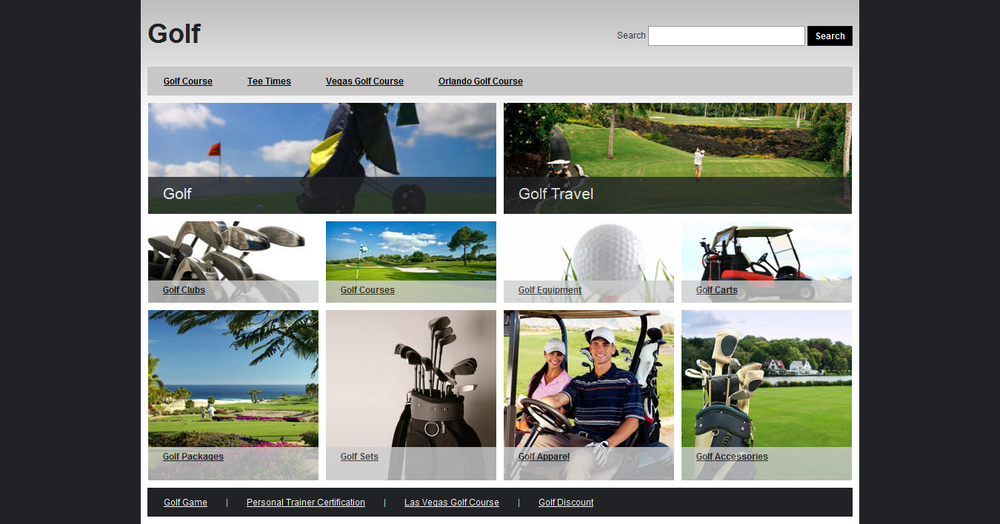 Golf
Search Search
Golf Course Tee Times Vegas Golf Course Orlando Golf Course
Golf Golf Travel
Golf Clubs Golf Courses Golf Equipment Golf Carts
Golf Packages Golf Sets Golf Apparel Golf Accessories
Golf Game | Personal Trainer Certification | Las Vegas Golf Course | Golf Discount